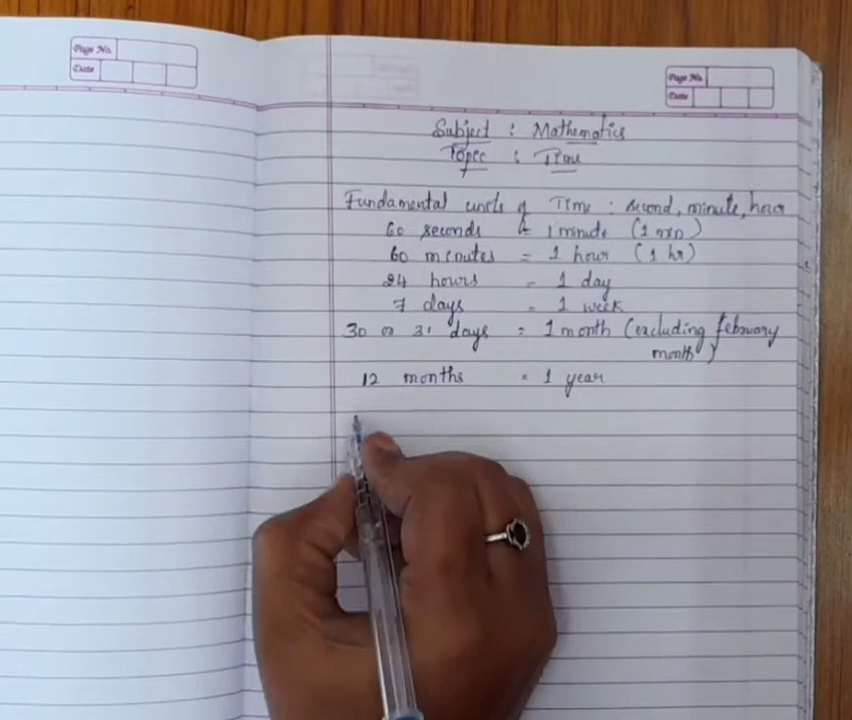 Page No.
Date
Page No.
Date
Subject : Mathematics
Topic : Time
Fundamental units of Time : second, minute, hour
60 seconds = 1 minute (1 min)
60 minutes = 1 hour (1 hr)
24 hours = 1 day
7 days = 1 week
30 or 31 days = 1 month (excluding february
month)
12 months = 1 year